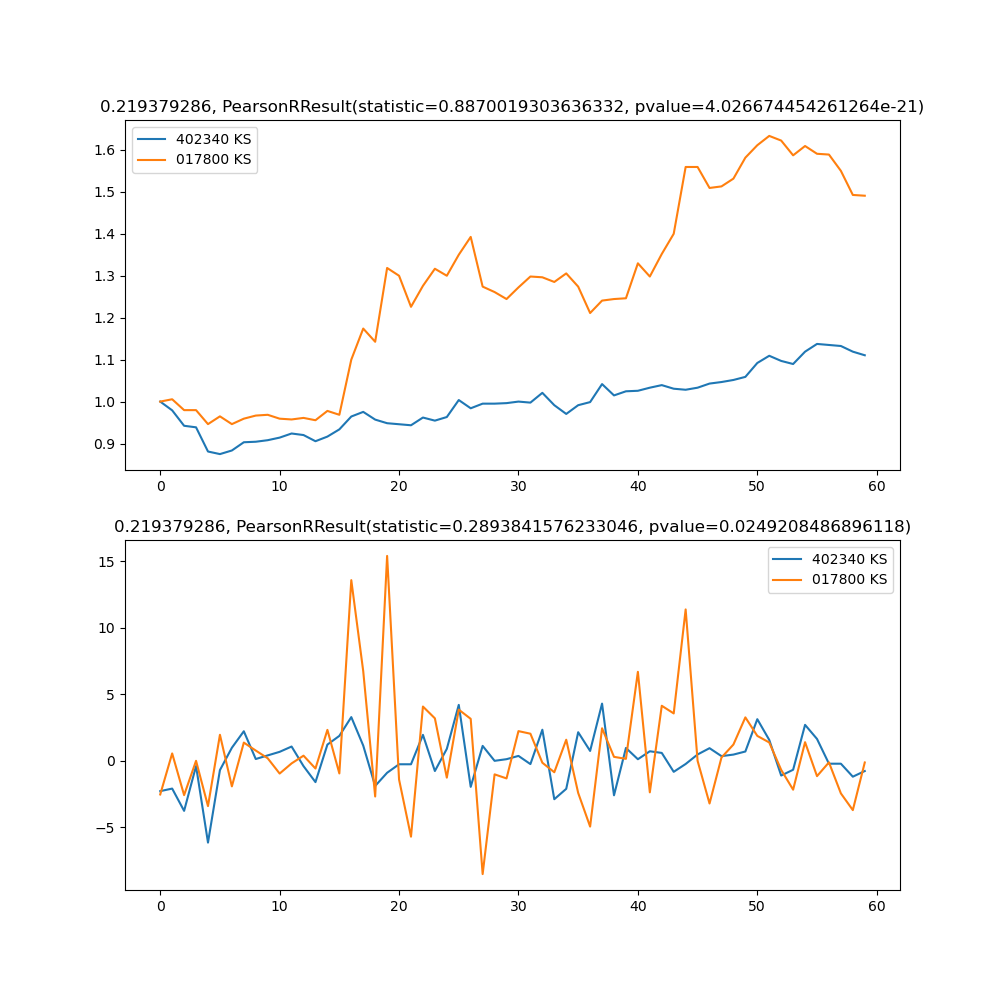 0.219379286, PearsonRResult(statistic=0.8870019303636332, pvalue=4.026674454261264e-21)
402340 KS
017800 KS
1.6
1.5
1.4
1.3
1.2
1.1
1.0
0.9
0 10 20 30 40 50 60
0.219379286, PearsonRResult(statistic=0.2893841576233046, pvalue=0.0249208486896118)
402340 KS
017800 KS
15
10
5
0
−5
0 10 20 30 40 50 60